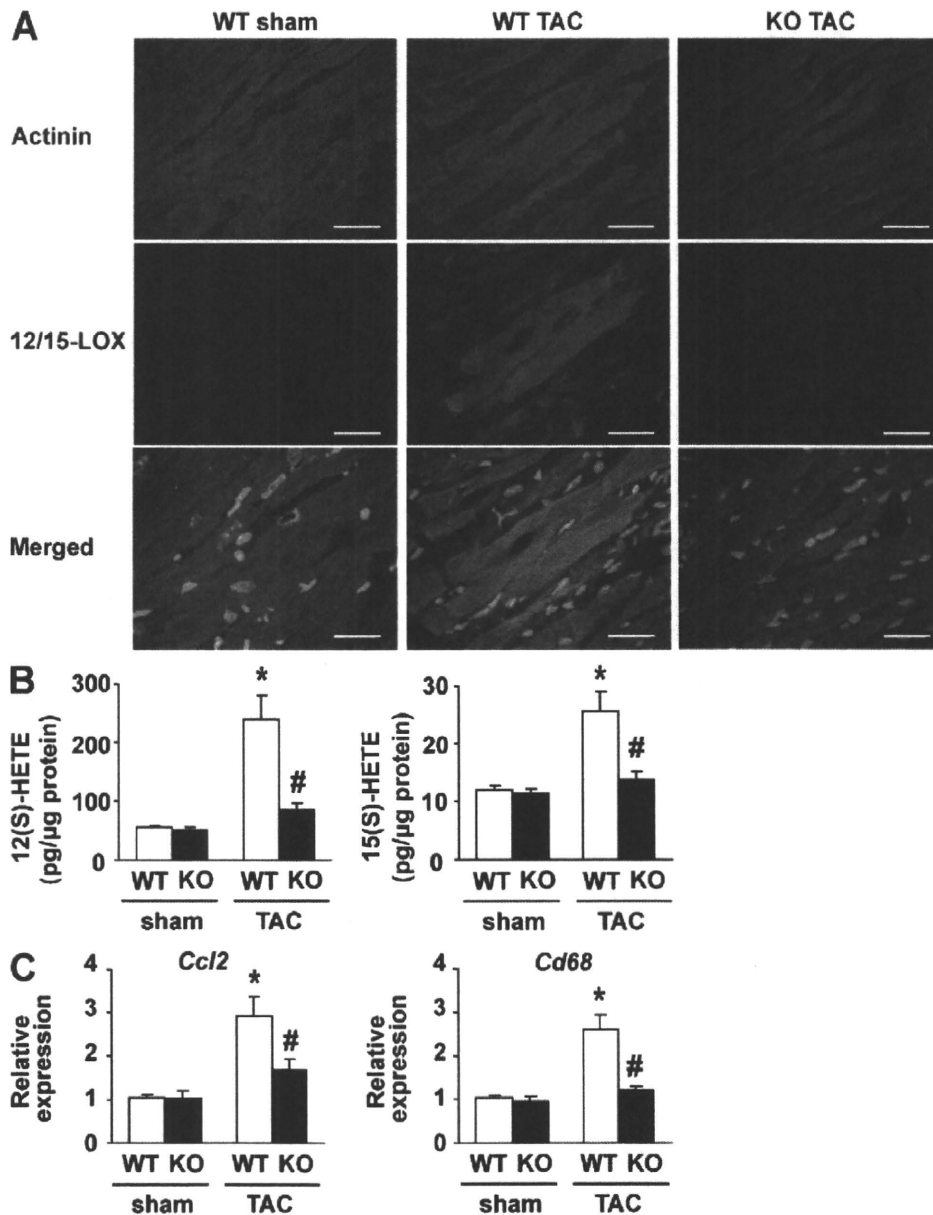 A
WT sham WT TAC KO TAC
Actinin
12/15-LOX
Merged
B
12(S)-HETE
(pg/µg protein)
300
200
100
0
*
#
WT KO WT KO
sham TAC
15(S)-HETE
(pg/µg protein)
30
20
10
0
*
#
WT KO WT KO
sham TAC
C
Ccl2
Relative
expression
4
3
2
1
0
*
#
WT KO WT KO
sham TAC
Cd68
Relative
expression
4
3
2
1
0
*
#
WT KO WT KO
sham TAC